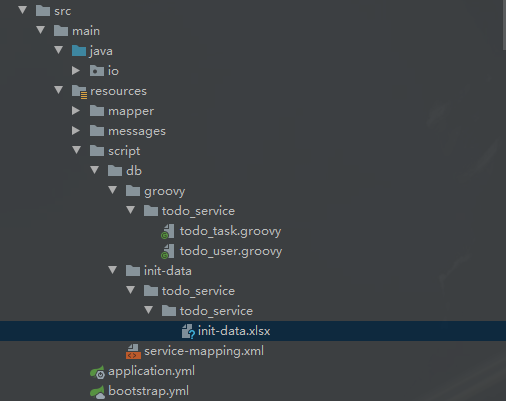 src
main
java
io
resources
mapper
messages
script
db
groovy
todo_service
todo_task.groovy
todo_user.groovy
init-data
todo_service
todo_service
init-data.xlsx
service-mapping.xml
application.yml
bootstrap.yml